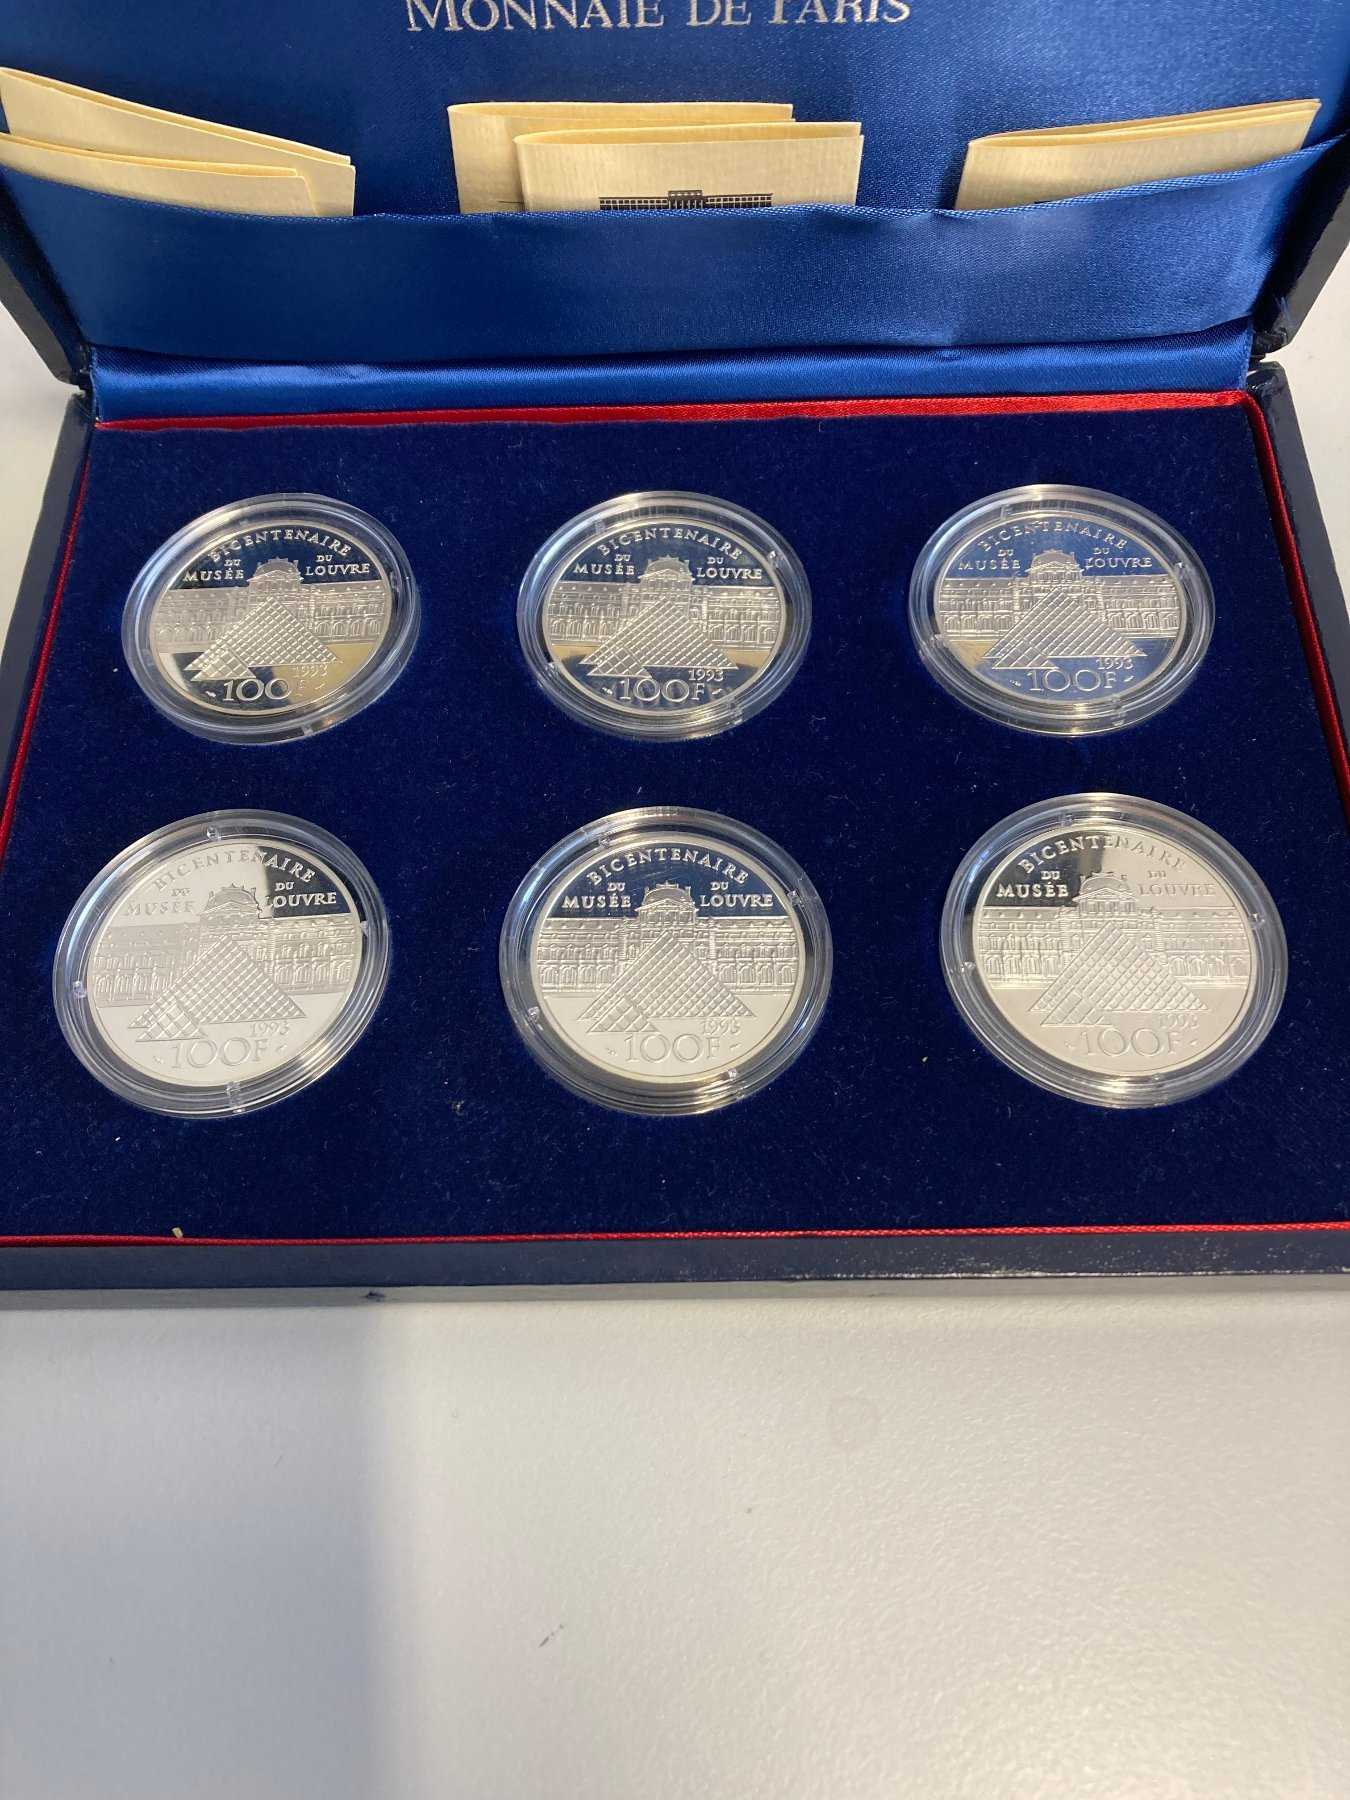 MONNAIE DE PARIS
BICENTENAIRE
DU DU
MUSÉE LOUVRE
1993
100F
BICENTENAIRE
DU DU
MUSÉE LOUVRE
1993
100F
BICENTENAIRE
DU DU
MUSÉE LOUVRE
1993
100F
BICENTENAIRE
DU DU
MUSÉE LOUVRE
1993
100F
BICENTENAIRE
DU DU
MUSÉE LOUVRE
1993
100F
BICENTENAIRE
DU DU
MUSÉE LOUVRE
1993
100F